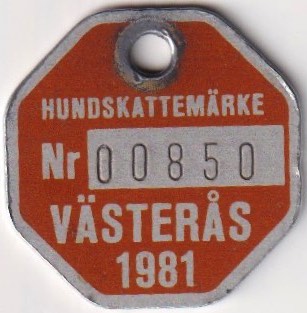 HUNDSKATTEMÄRKE
Nr 00850
VÄSTERÅS
1981